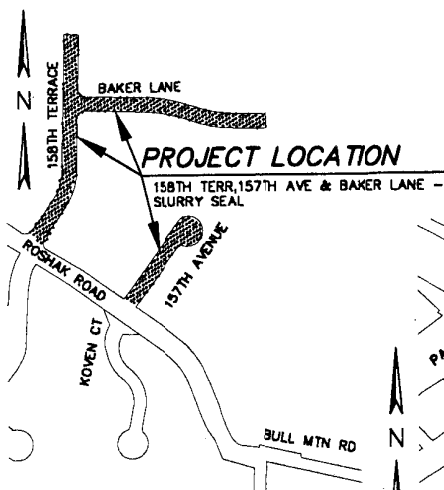 N
158TH TERRACE
BAKER LANE
PROJECT LOCATION
158TH TERR,157TH AVE & BAKER LANE -
SLURRY SEAL
157TH AVENUE
ROSHAK ROAD
KOVEN CT
BULL MTN RD
N